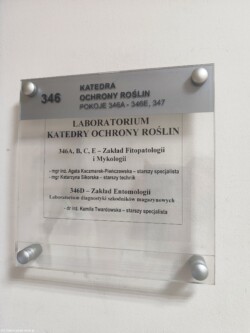 346
KATEDRA
OCHRONY ROŚLIN
POKOJE 346A - 346E, 347
LABORATORIUM
KATEDRY OCHRONY ROŚLIN
346A, B, C, E – Zakład Fitopatologii
i Mykologii
- mgr inż. Agata Kaczmarek-Pieńczewska – starszy specjalista
- mgr Katarzyna Sikorska – starszy technik
346D – Zakład Entomologii
Laboratorium diagnostyki szkodników magazynowych
- dr inż. Kamila Twardowska – starszy specjalista